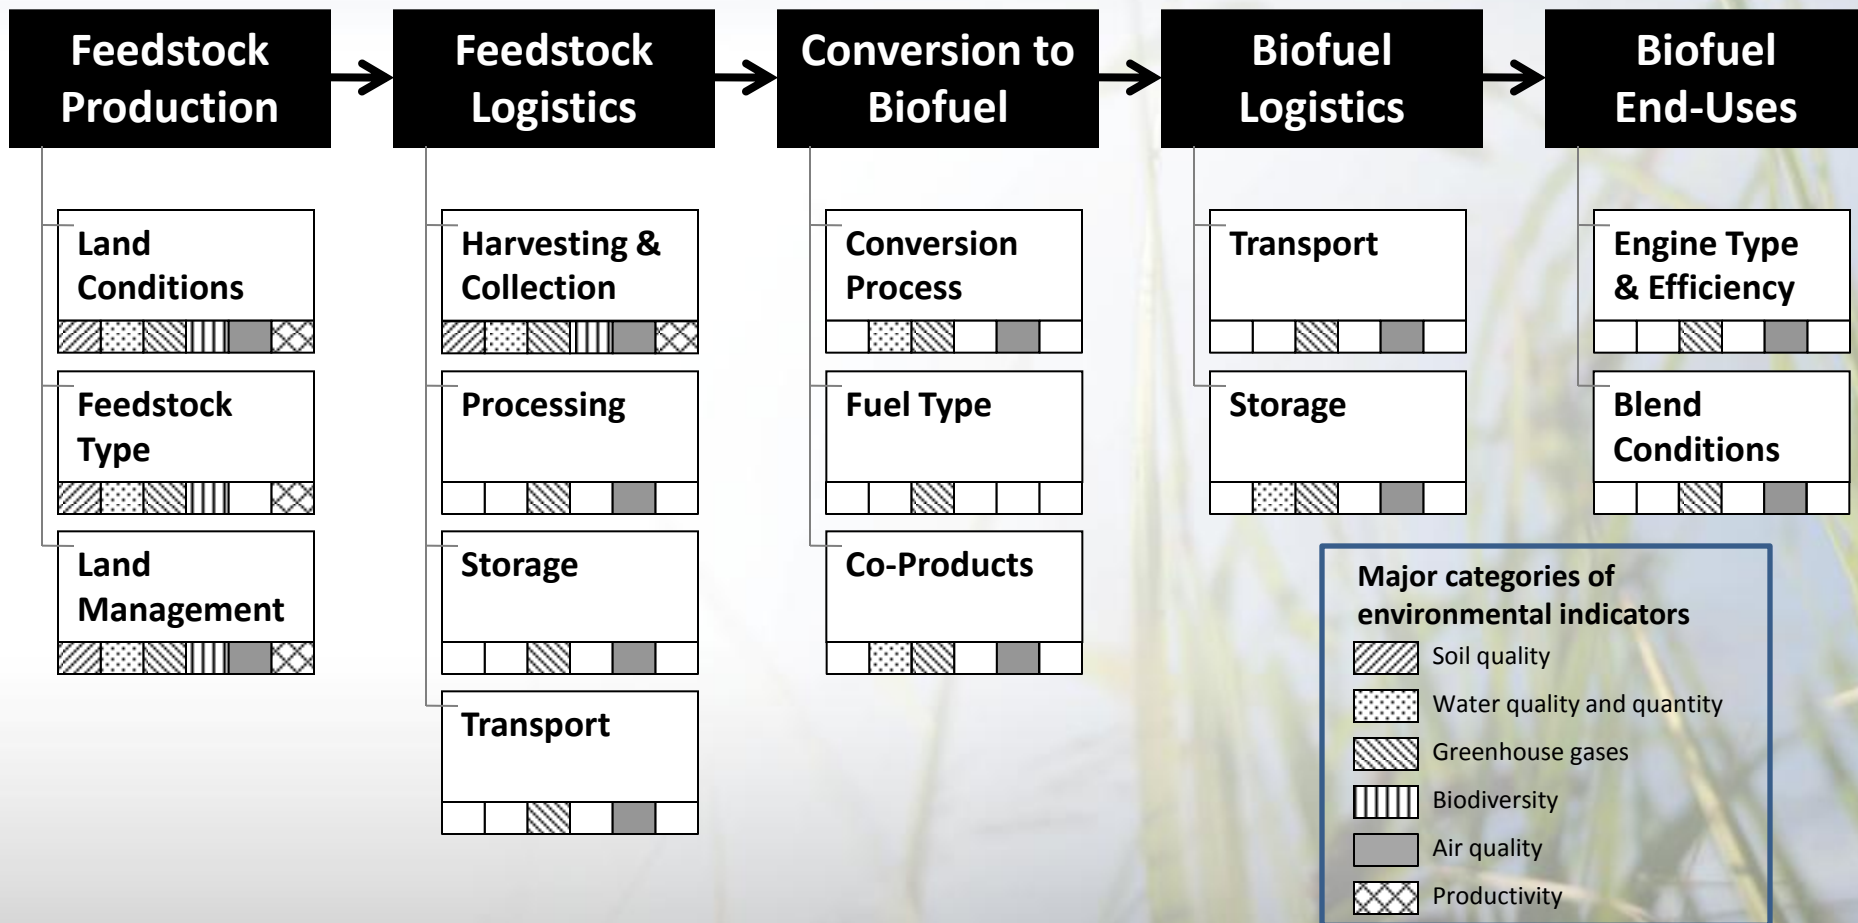 Feedstock
Production
Feedstock
Logistics
Conversion to
Biofuel
Biofuel
Logistics
Biofuel
End-Uses
Land
Conditions
Feedstock
Type
Land
Management
Harvesting &
Collection
Processing
Storage
Transport
Conversion
Process
Fuel Type
Co-Products
Transport
Storage
Engine Type
& Efficiency
Blend
Conditions
Major categories of
environmental indicators
Soil quality
Water quality and quantity
Greenhouse gases
Biodiversity
Air quality
Productivity